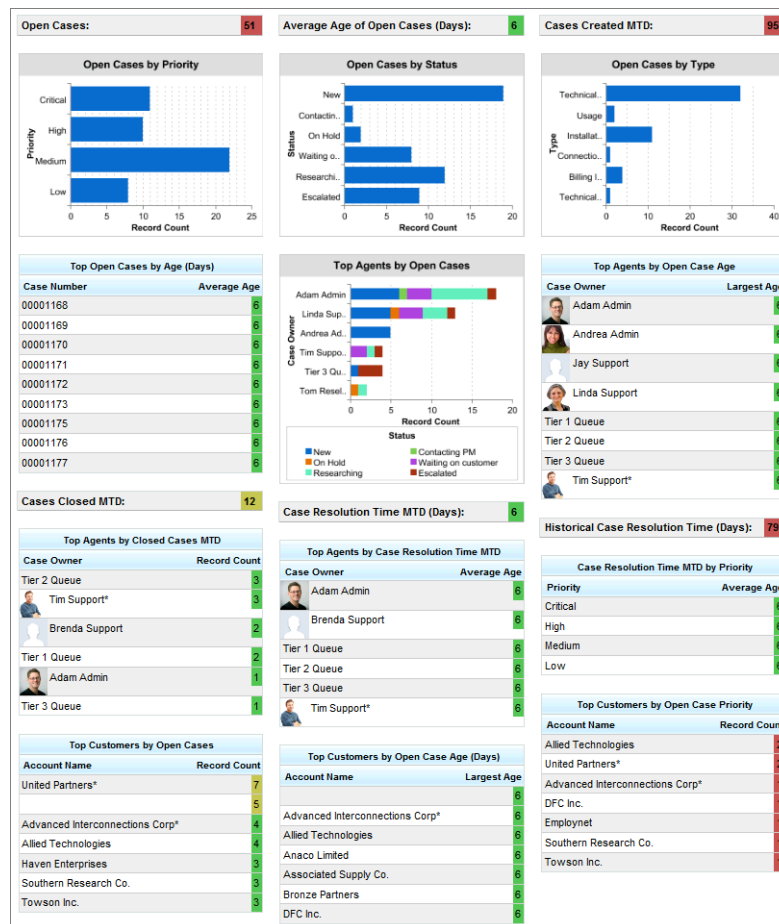 Open Cases: 51
Average Age of Open Cases (Days): 6
Cases Created MTD: 95
Open Cases by Priority
Critical
High
Medium
Low
Priority
0 5 10 15 20 25
Record Count
Open Cases by Status
New
Contactin..
On Hold
Waiting o..
Researchi..
Escalated
Status
0 5 10 15 20
Record Count
Open Cases by Type
Technical..
Usage
Installat..
Connectio..
Billing I..
Technical..
Type
0 10 20 30 40
Record Count
Top Open Cases by Age (Days)
Case Number Average Age
00001168 6
00001169 6
00001170 6
00001171 6
00001172 6
00001173 6
00001175 6
00001176 6
00001177 6
Top Agents by Open Cases
Adam Admin
Linda Sup..
Andrea Ad..
Tim Suppo..
Tier 3 Qu..
Tom Resel..
Case Owner
0 5 10 15 20
Record Count
Status
New Contacting PM
On Hold Waiting on customer
Researching Escalated
Top Agents by Open Case Age
Case Owner Largest Age
Adam Admin 6
Andrea Admin 6
Jay Support 6
Linda Support 6
Tier 1 Queue 6
Tier 2 Queue 6
Tier 3 Queue 6
Tim Support* 6
Cases Closed MTD: 12
Case Resolution Time MTD (Days): 6
Historical Case Resolution Time (Days): 79
Top Agents by Closed Cases MTD
Case Owner Record Count
Tier 2 Queue 3
Tim Support* 3
Brenda Support 2
Tier 1 Queue 2
Adam Admin 1
Tier 3 Queue 1
Top Agents by Case Resolution Time MTD
Case Owner Average Age
Adam Admin 6
Brenda Support 6
Tier 1 Queue 6
Tier 2 Queue 6
Tier 3 Queue 6
Tim Support* 6
Case Resolution Time MTD by Priority
Priority Average Age
Critical 6
High 6
Medium 6
Low 6
Top Customers by Open Cases
Account Name Record Count
United Partners* 7
5
Advanced Interconnections Corp* 4
Allied Technologies 4
Haven Enterprises 3
Southern Research Co. 3
Towson Inc. 3
Top Customers by Open Case Age (Days)
Account Name Largest Age
6
Advanced Interconnections Corp* 6
Allied Technologies 6
Anaco Limited 6
Associated Supply Co. 6
Bronze Partners 6
DFC Inc. 6
Top Customers by Open Case Priority
Account Name Record Coun
Allied Technologies
United Partners*
Advanced Interconnections Corp*
DFC Inc.
Employnet
Southern Research Co.
Towson Inc.